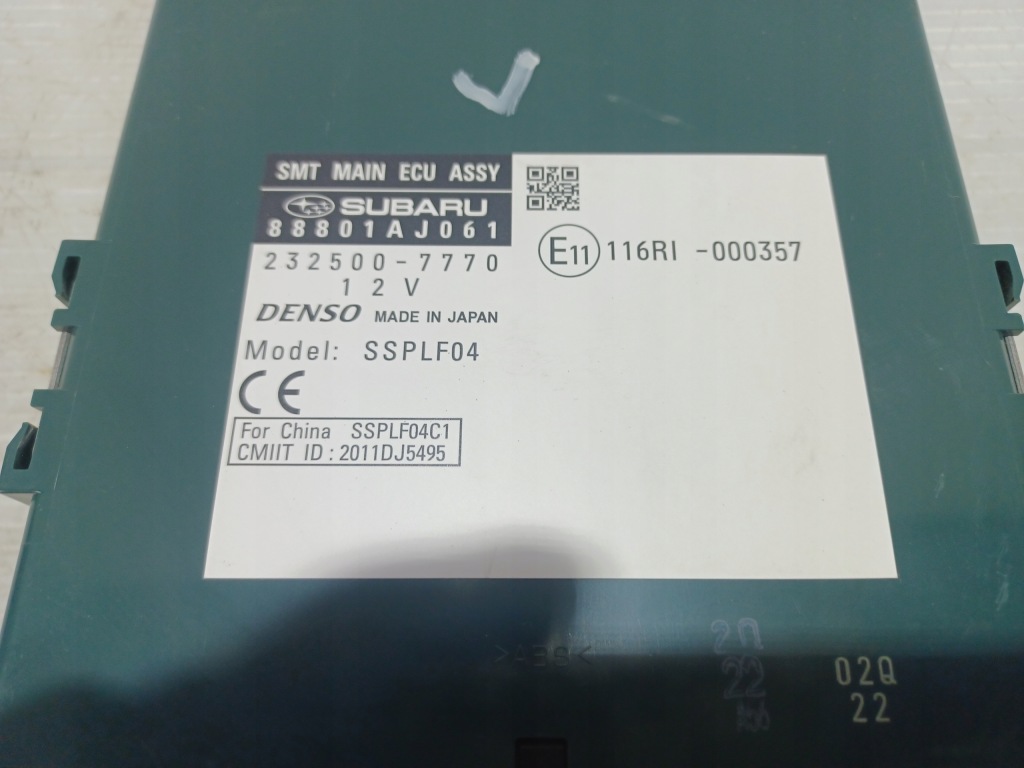 SMT MAIN ECU ASSY
SUBARU
88801AJ061
232500-7770
12V
DENSO MADE IN JAPAN
Model: SSPLF04
CE
For China SSPLF04C1
CMIIT ID : 2011DJ5495
E11 116RI -000357
>ABS<
22
02Q
22